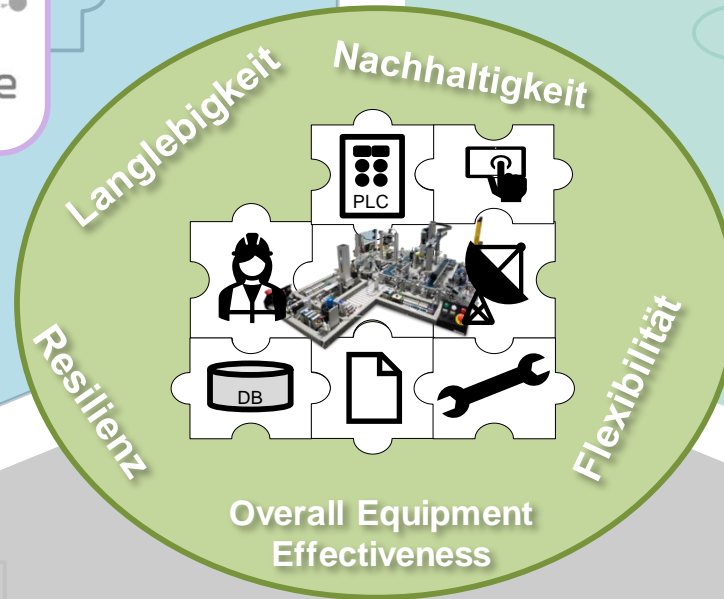 e
Langlebigkeit
Nachhaltigkeit
PLC
Resilienz
Flexibilität
DB
Overall Equipment
Effectiveness